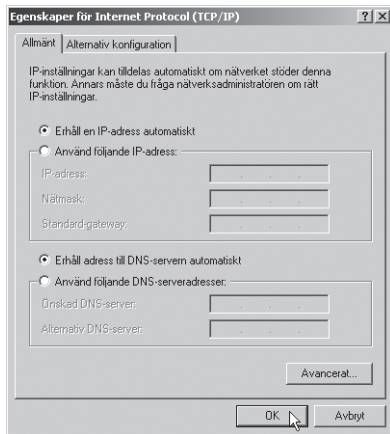 Egenskaper för Internet Protocol (TCP/IP)
Allmänt Alternativ konfiguration
IP-inställningar kan tilldelas automatiskt om nätverket stöder denna
funktion. Annars måste du fråga nätverksadministratören om rätt
IP-inställningar.
Erhåll en IP-adress automatiskt
Använd följande IP-adress:
IP-adress:
Nätmask:
Standard-gateway:
Erhåll adress till DNS-servern automatiskt
Använd följande DNS-serveradresser:
Önskad DNS-server:
Alternativ DNS-server:
Avancerat...
OK Avbryt